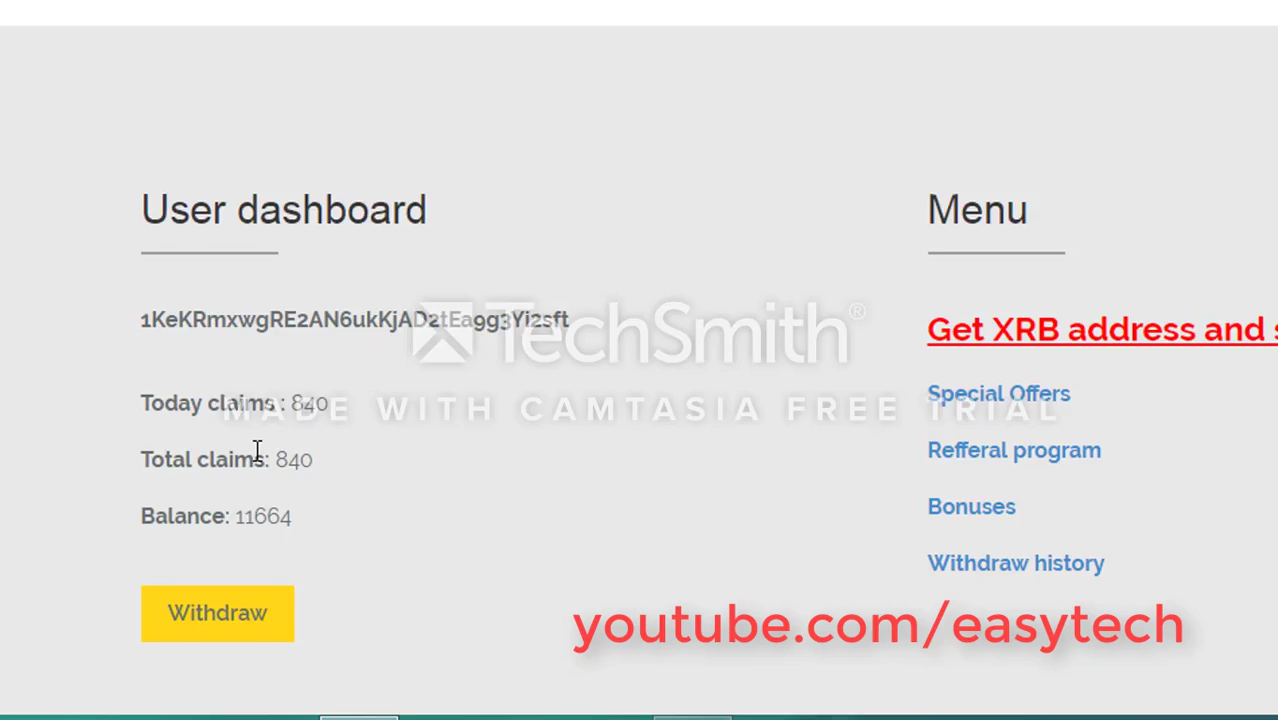 User dashboard
1KeKRmxwgRE2AN6ukKjAD2tEa9g3Yi2sft
Today claims : 840
Total claims: 840
Balance: 11664
Withdraw
Menu
Get XRB address and s
Special Offers
Refferal program
Bonuses
Withdraw history
TechSmith®
MADE WITH CAMTASIA FREE TRIAL
youtube.com/easytech